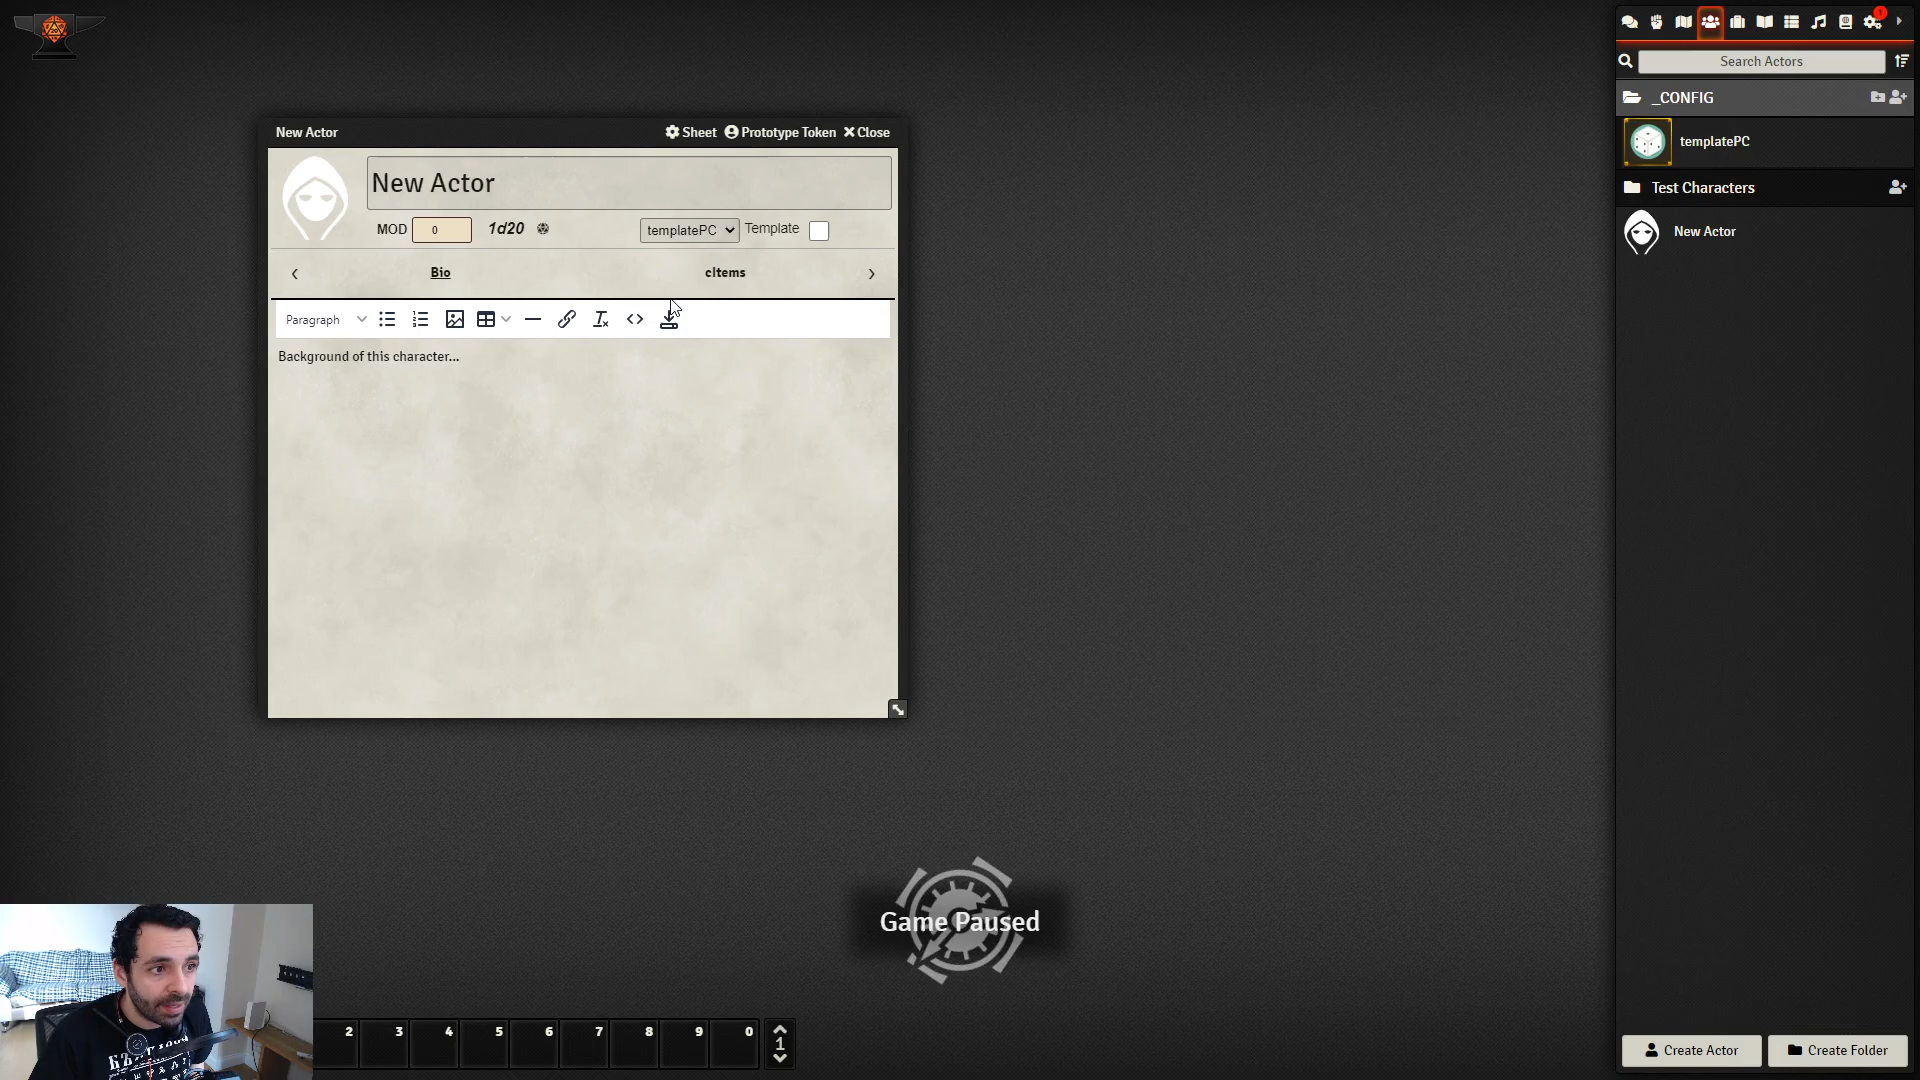 Search Actors
_CONFIG
templatePC
Test Characters
New Actor
New Actor
Sheet
Prototype Token
Close
New Actor
MOD
0
1d20
templatePC
Template
Bio
cItems
Paragraph
Background of this character...
Game Paused
2
3
4
5
6
7
8
9
0
1
Create Actor
Create Folder